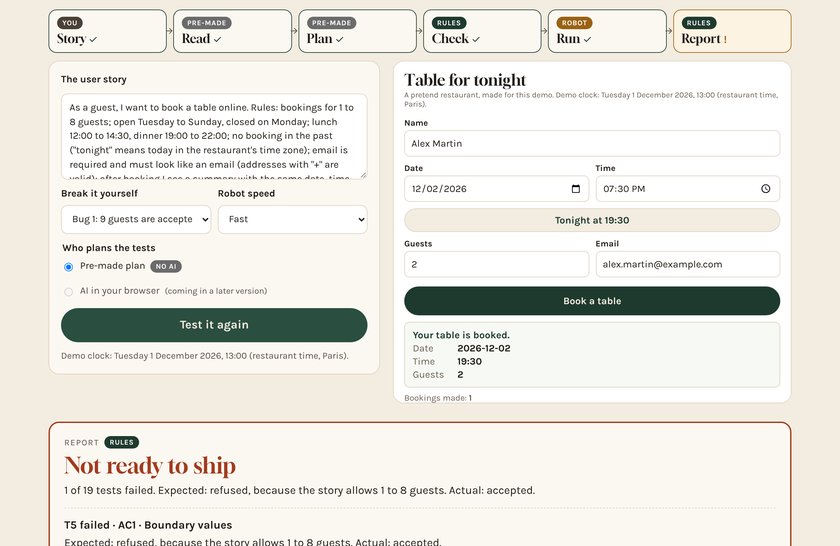 YOU
Story ✓
PRE-MADE
Read ✓
PRE-MADE
Plan ✓
RULES
Check ✓
ROBOT
Run ✓
RULES
Report !
The user story
As a guest, I want to book a table online. Rules: bookings for 1 to
8 guests; open Tuesday to Sunday, closed on Monday; lunch
12:00 to 14:30, dinner 19:00 to 22:00; no booking in the past
("tonight" means today in the restaurant's time zone); email is
required and must look like an email (addresses with "+" are
valid); after booking I see a summary with the same date, time
Break it yourself
Robot speed
Bug 1: 9 guests are accepte
Fast
Who plans the tests
Pre-made plan NO AI
AI in your browser (coming in a later version)
Test it again
Demo clock: Tuesday 1 December 2026, 13:00 (restaurant time, Paris).
Table for tonight
A pretend restaurant, made for this demo. Demo clock: Tuesday 1 December 2026, 13:00 (restaurant time,
Paris).
Name
Alex Martin
Date
Time
12/02/2026
07:30 PM
Tonight at 19:30
Guests
Email
2
alex.martin@example.com
Book a table
Your table is booked.
Date 2026-12-02
Time 19:30
Guests 2
Bookings made: 1
REPORT RULES
Not ready to ship
1 of 19 tests failed. Expected: refused, because the story allows 1 to 8 guests. Actual: accepted.
T5 failed · AC1 · Boundary values
Expected: refused, because the story allows 1 to 8 guests. Actual: accepted.